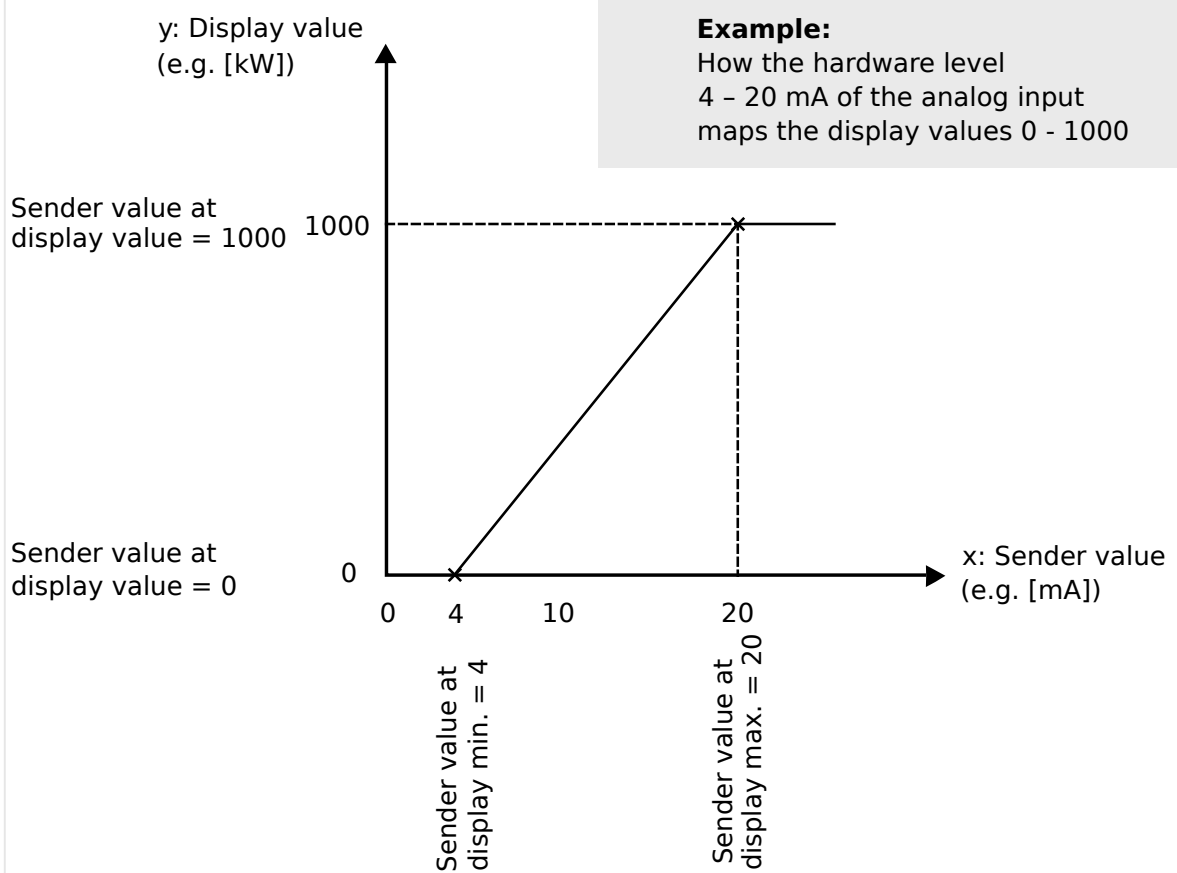 y: Display value
(e.g. [kW])
Example:
How the hardware level
4 – 20 mA of the analog input
maps the display values 0 - 1000
Sender value at
display value = 1000
1000
Sender value at
display value = 0
0
x: Sender value
(e.g. [mA])
0
4
10
20
Sender value at
display min. = 4
Sender value at
display max. = 20